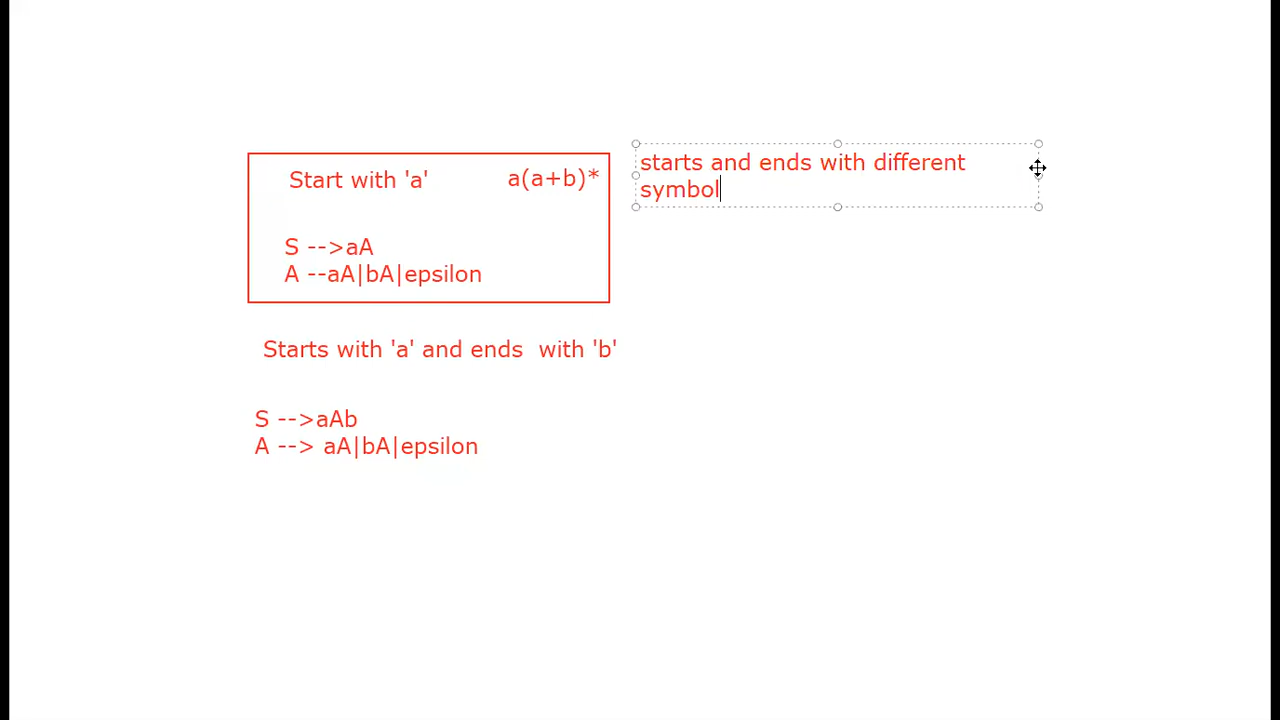 Start with 'a' a(a+b)*
S -->aA
A --aA|bA|epsilon
Starts with 'a' and ends  with 'b'
S -->aAb
A --> aA|bA|epsilon
starts and ends with different
symbol